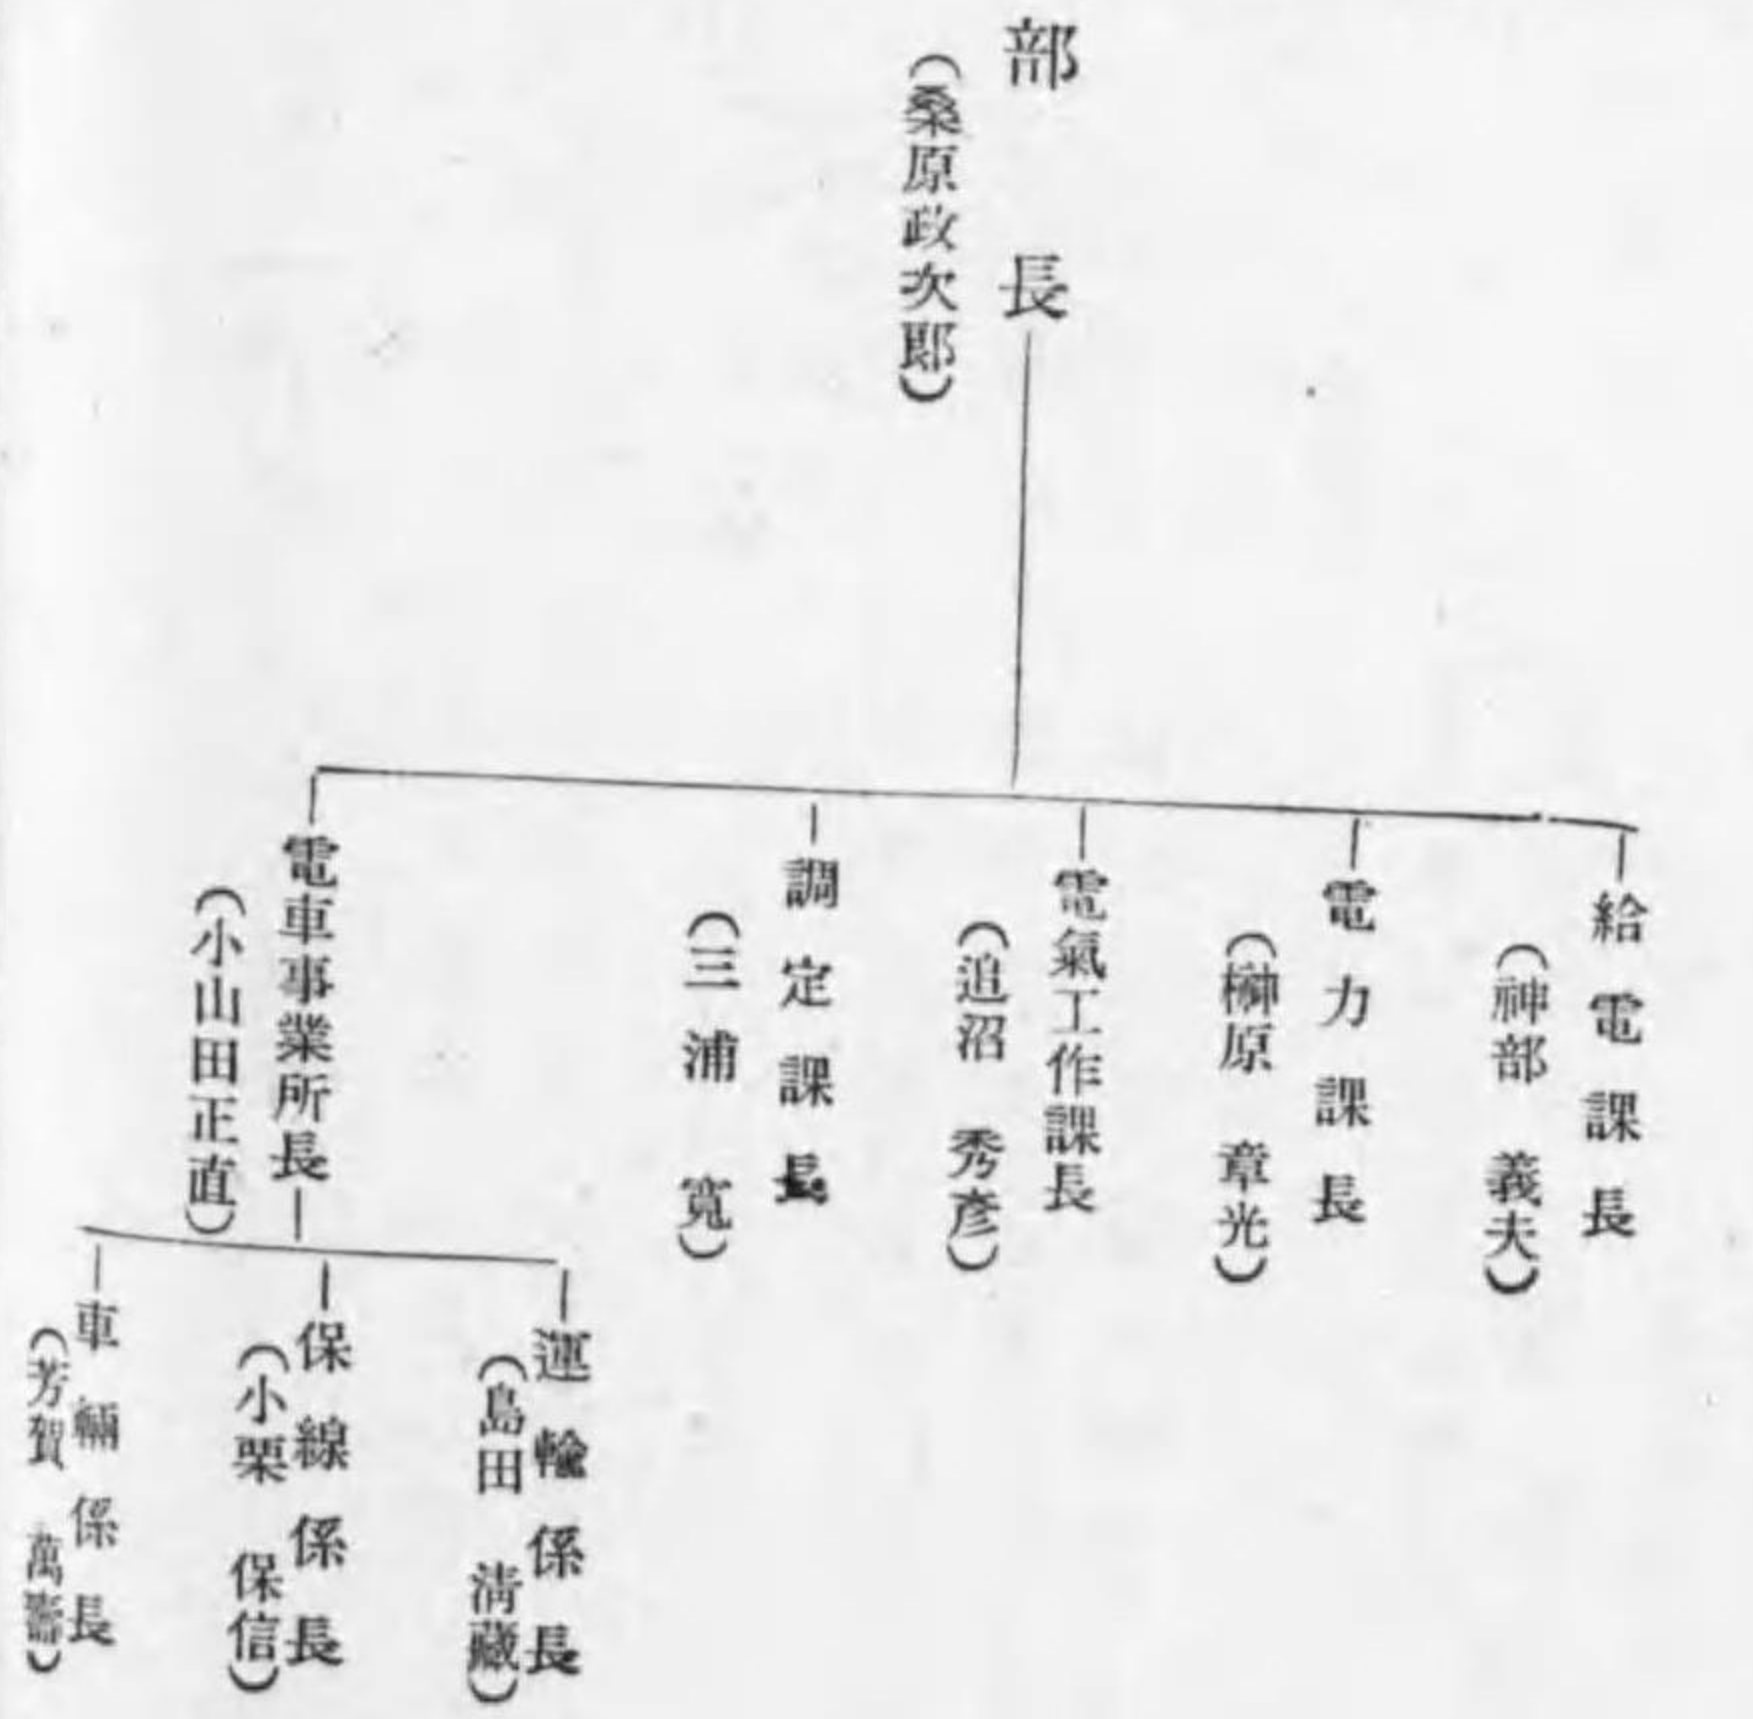 部長
（桑原政次郎）
給電課長
（神部義夫）
電力課長
（榊原章光）
電氣工作課長
（追沼秀彦）
調定課長
（三浦寬）
電車事業所長
（小山田正直）
運輸係長
（島田淸藏）
保線係長
（小栗保信）
車輛係長
（芳賀萬壽）